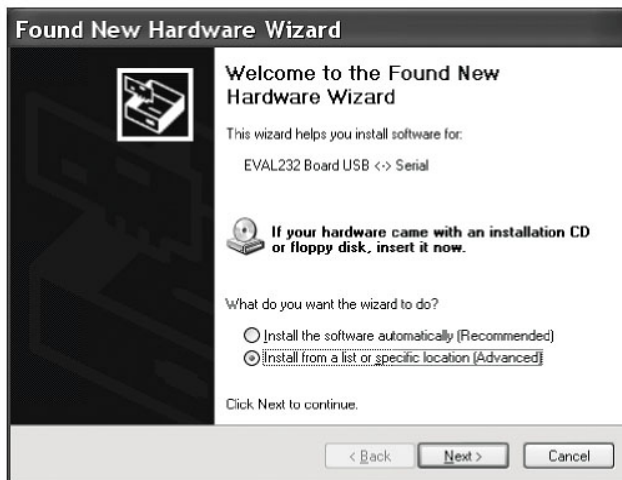 Found New Hardware Wizard
Welcome to the Found New
Hardware Wizard
This wizard helps you install software for:
EVAL232 Board USB <-> Serial
If your hardware came with an installation CD
or floppy disk, insert it now.
What do you want the wizard to do?
Install the software automatically (Recommended)
Install from a list or specific location (Advanced)
Click Next to continue.
< Back Next > Cancel